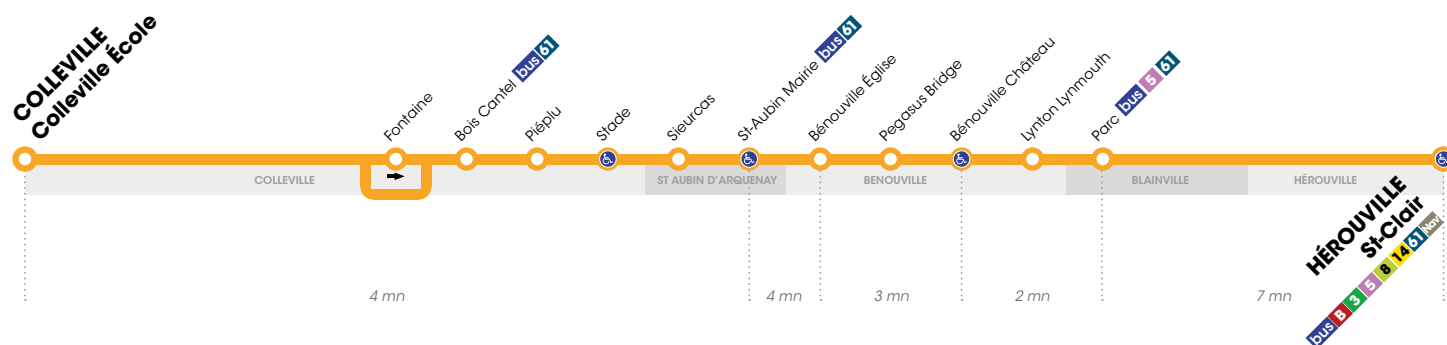 COLLEVILLE
Colleville École
Fontaine
Bois Cantel bus 61
Piéplu
Stade
Sieurcas
St-Aubin Mairie bus 61
Bénouville Église
Pegasus Bridge
Bénouville Château
Lynton Lynmouth
Parc bus 5 61
COLLEVILLE
ST AUBIN D'ARQUENAY
BENOUVILLE
BLAINVILLE
HÉROUVILLE
HÉROUVILLE
St-Clair
bus B 3 5 8 14 61 Nav
4 mn
4 mn
3 mn
2 mn
7 mn